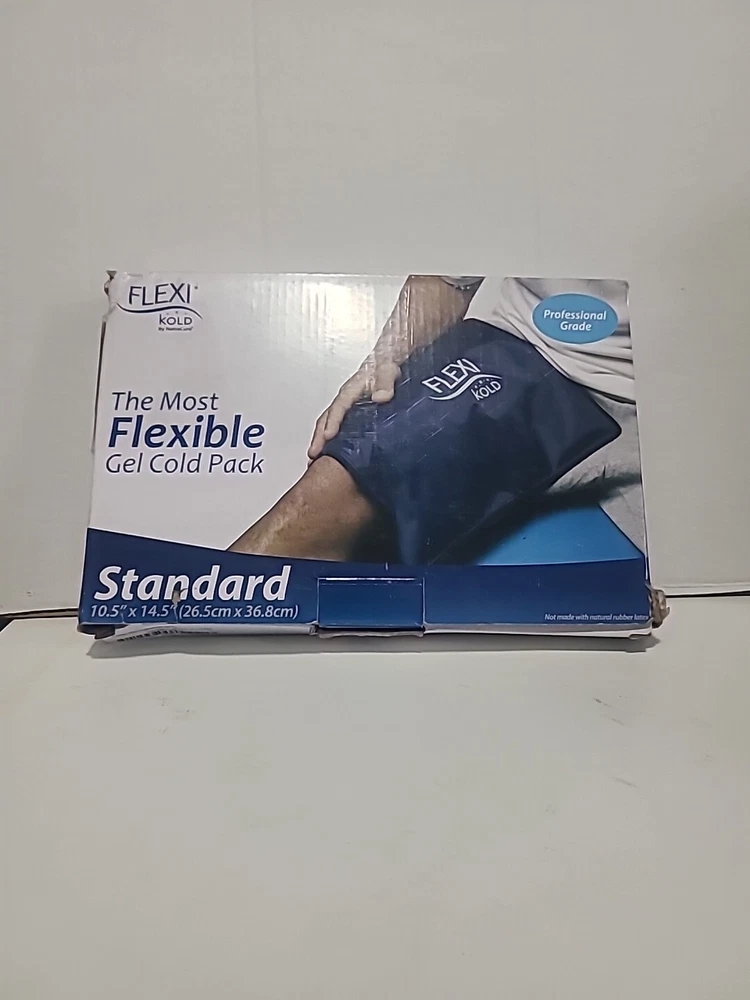 FLEXI®
KOLD
By NatraCure®
The Most
Flexible
Gel Cold Pack
FLEXI
KOLD
Professional
Grade
Standard
10.5" x 14.5" (26.5cm x 36.8cm)
Not made with natural rubber latex